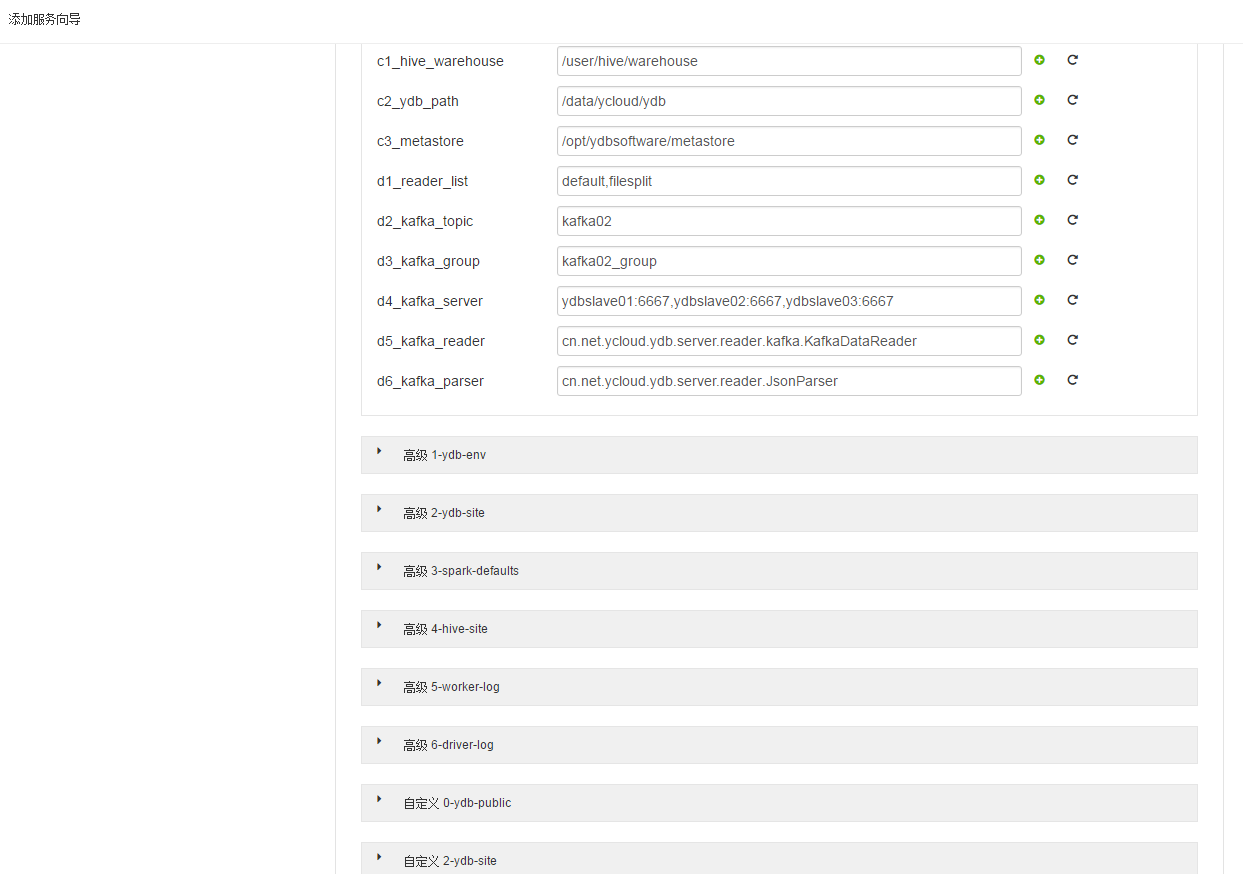 添加服务向导
c1_hive_warehouse /user/hive/warehouse
c2_ydb_path /data/ycloud/ydb
c3_metastore /opt/ydbsoftware/metastore
d1_reader_list default,filesplit
d2_kafka_topic kafka02
d3_kafka_group kafka02_group
d4_kafka_server ydbslave01:6667,ydbslave02:6667,ydbslave03:6667
d5_kafka_reader cn.net.ycloud.ydb.server.reader.kafka.KafkaDataReader
d6_kafka_parser cn.net.ycloud.ydb.server.reader.JsonParser
高级 1-ydb-env
高级 2-ydb-site
高级 3-spark-defaults
高级 4-hive-site
高级 5-worker-log
高级 6-driver-log
自定义 0-ydb-public
自定义 2-ydb-site